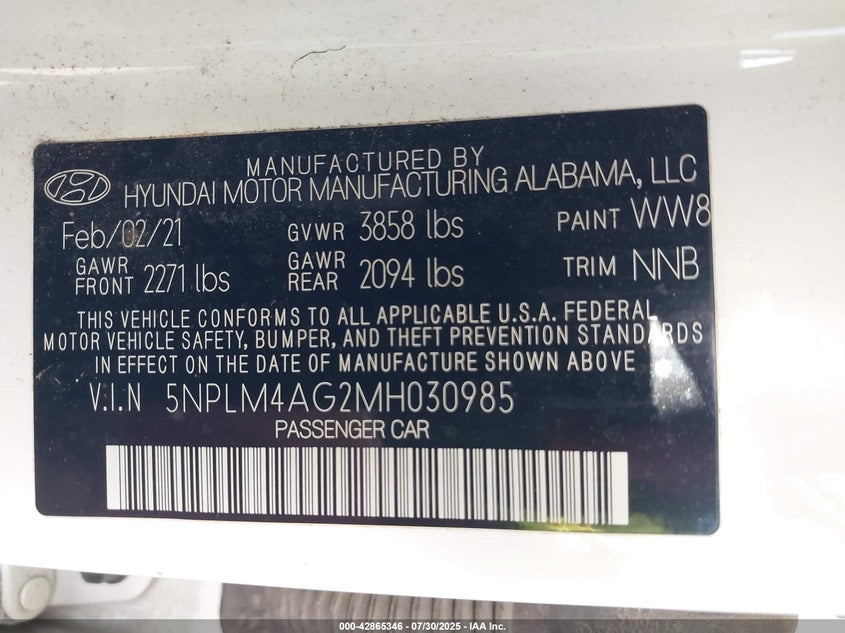 MANUFACTURED BY
HYUNDAI MOTOR MANUFACTURING ALABAMA, LLC
Feb/02/21 GVWR 3858 lbs PAINT WW8
GAWR FRONT 2271 lbs GAWR REAR 2094 lbs TRIM NNB
THIS VEHICLE CONFORMS TO ALL APPLICABLE U.S.A. FEDERAL
MOTOR VEHICLE SAFETY, BUMPER, AND THEFT PREVENTION STANDARDS
IN EFFECT ON THE DATE OF MANUFACTURE SHOWN ABOVE
V.I.N 5NPLM4AG2MH030985
PASSENGER CAR
000-42865346 - 07/30/2025 - IAA Inc.